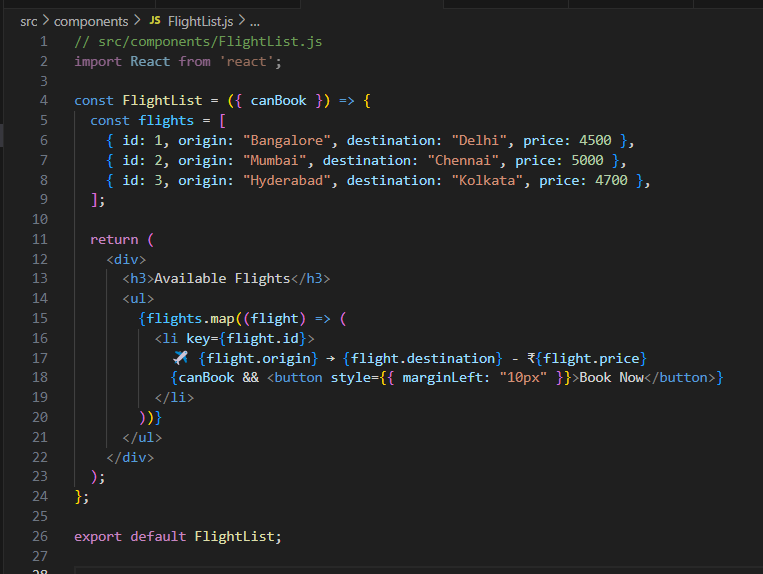 src > components > JS FlightList.js > ...
1 // src/components/FlightList.js
2 import React from 'react';
3
4 const FlightList = ({ canBook }) => {
5   const flights = [
6     { id: 1, origin: "Bangalore", destination: "Delhi", price: 4500 },
7     { id: 2, origin: "Mumbai", destination: "Chennai", price: 5000 },
8     { id: 3, origin: "Hyderabad", destination: "Kolkata", price: 4700 },
9   ];
10
11   return (
12     <div>
13       <h3>Available Flights</h3>
14       <ul>
15         {flights.map((flight) => (
16           <li key={flight.id}>
17             ✈️ {flight.origin} → {flight.destination} - ₹{flight.price}
18             {canBook && <button style={{ marginLeft: "10px" }}>Book Now</button>}
19           </li>
20         ))}
21       </ul>
22     </div>
23   );
24 };
25
26 export default FlightList;
27
28